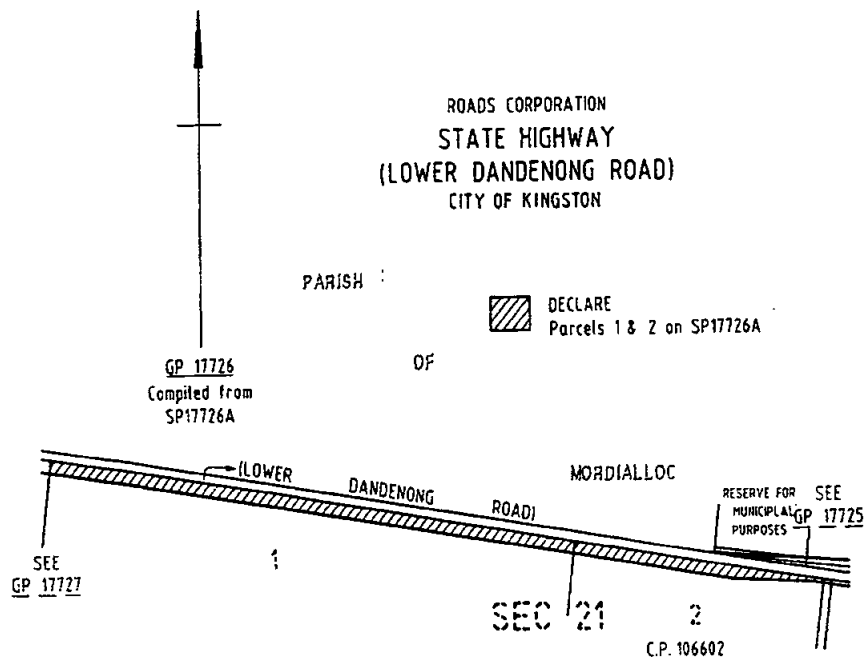 ROADS CORPORATION
STATE HIGHWAY
(LOWER DANDENONG ROAD)
CITY OF KINGSTON
PARISH
DECLARE
Parcels 1 & 2 on SP17726A
OF
GP 17726
Compiled from
SP17726A
MORDIALLOC
(LOWER DANDENONG ROAD)
RESERVE FOR
MUNICIPLAL
PURPOSES
SEE
GP 17725
SEE
GP 17727
1
SEC 21
2
C.P. 106602